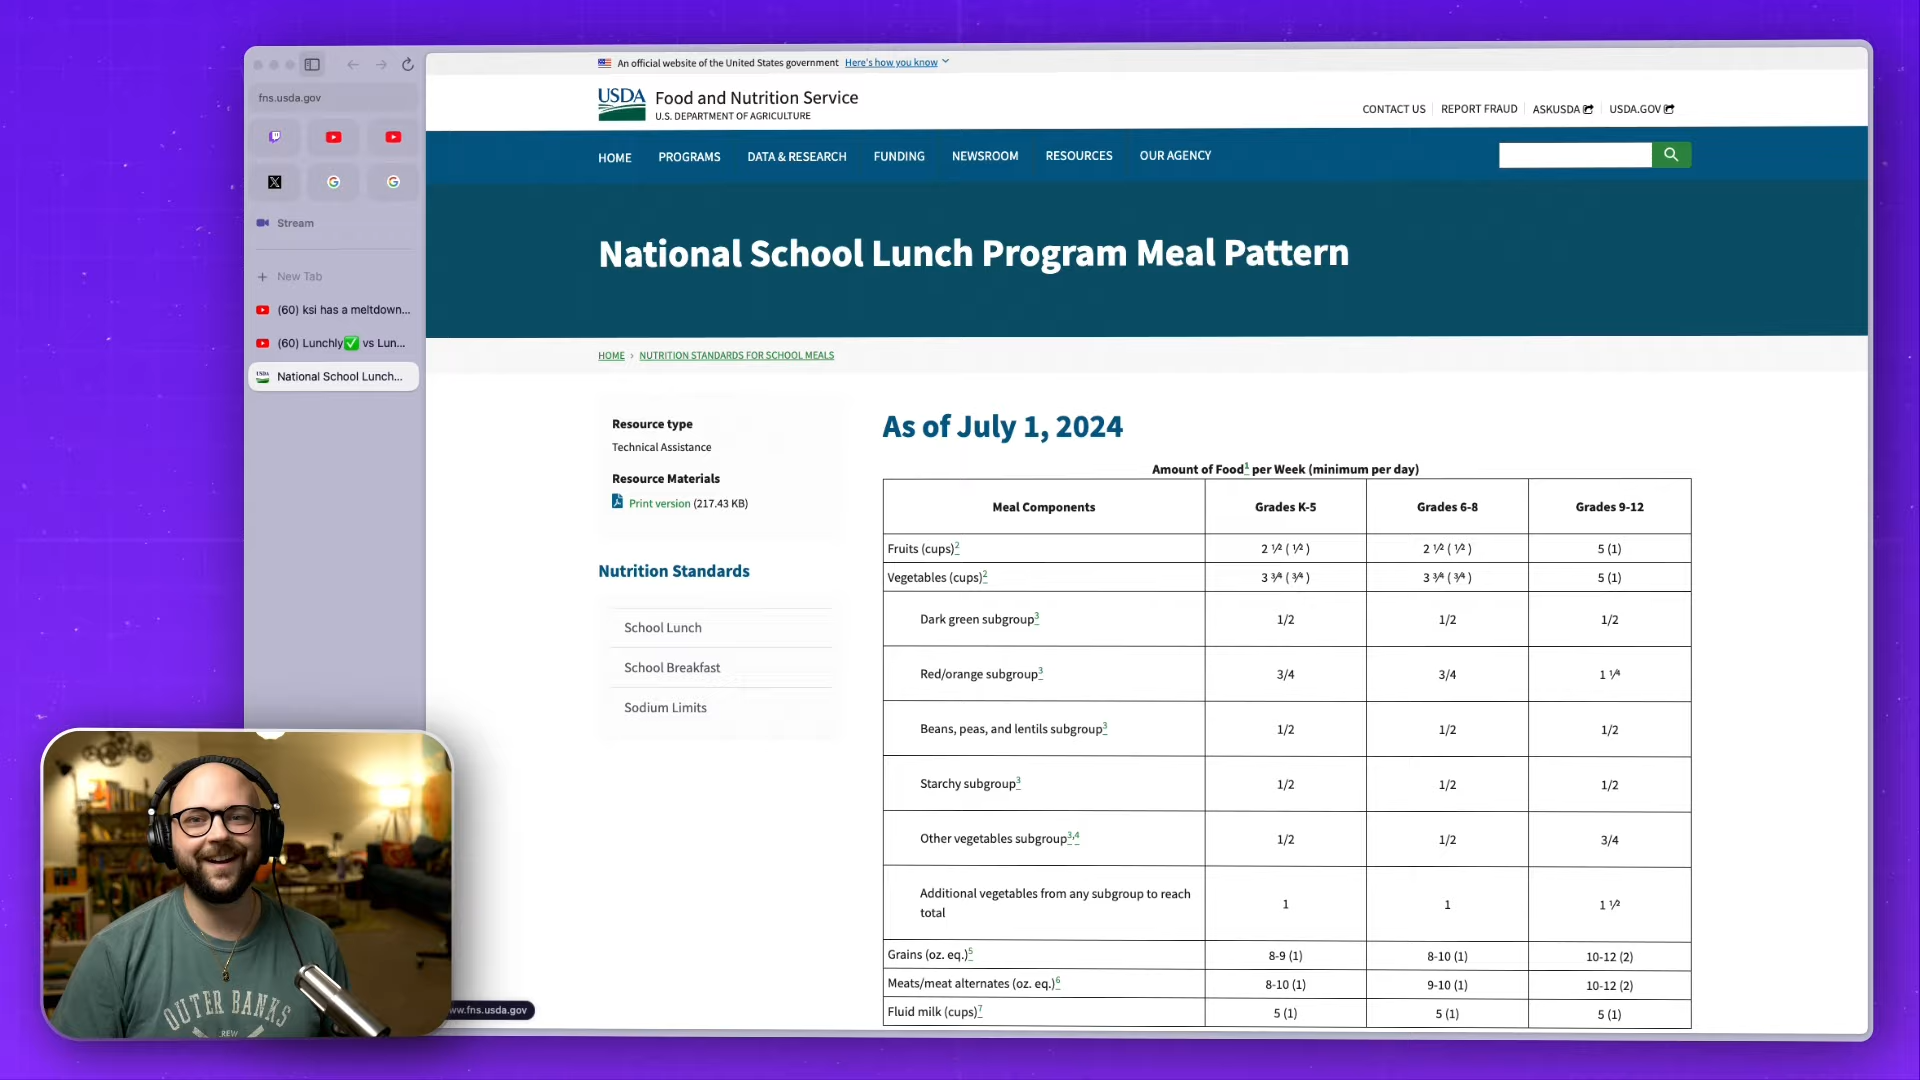 An official website of the United States government Here's how you know
fns.usda.gov
USDA Food and Nutrition Service
U.S. DEPARTMENT OF AGRICULTURE
CONTACT US REPORT FRAUD ASKUSDA USDA.GOV
HOME PROGRAMS DATA & RESEARCH FUNDING NEWSROOM RESOURCES OUR AGENCY
Stream
New Tab
(60) ksi has a meltdown...
(60) Lunchly✅ vs Lun...
National School Lunch...
National School Lunch Program Meal Pattern
HOME › NUTRITION STANDARDS FOR SCHOOL MEALS
Resource type
Technical Assistance
Resource Materials
Print version (217.43 KB)
Nutrition Standards
School Lunch
School Breakfast
Sodium Limits
As of July 1, 2024
Amount of Food1 per Week (minimum per day)
Meal Components Grades K-5 Grades 6-8 Grades 9-12
Fruits (cups)2 2 ½ ( ½ ) 2 ½ ( ½ ) 5 (1)
Vegetables (cups)2 3 ¾ ( ¾ ) 3 ¾ ( ¾ ) 5 (1)
Dark green subgroup3 1/2 1/2 1/2
Red/orange subgroup3 3/4 3/4 1 ¼
Beans, peas, and lentils subgroup3 1/2 1/2 1/2
Starchy subgroup3 1/2 1/2 1/2
Other vegetables subgroup3,4 1/2 1/2 3/4
Additional vegetables from any subgroup to reach
total 1 1 1 ½
Grains (oz. eq.)5 8-9 (1) 8-10 (1) 10-12 (2)
Meats/meat alternates (oz. eq.)6 8-10 (1) 9-10 (1) 10-12 (2)
Fluid milk (cups)7 5 (1) 5 (1) 5 (1)
ww.fns.usda.gov
OUTER BANKS
CREW